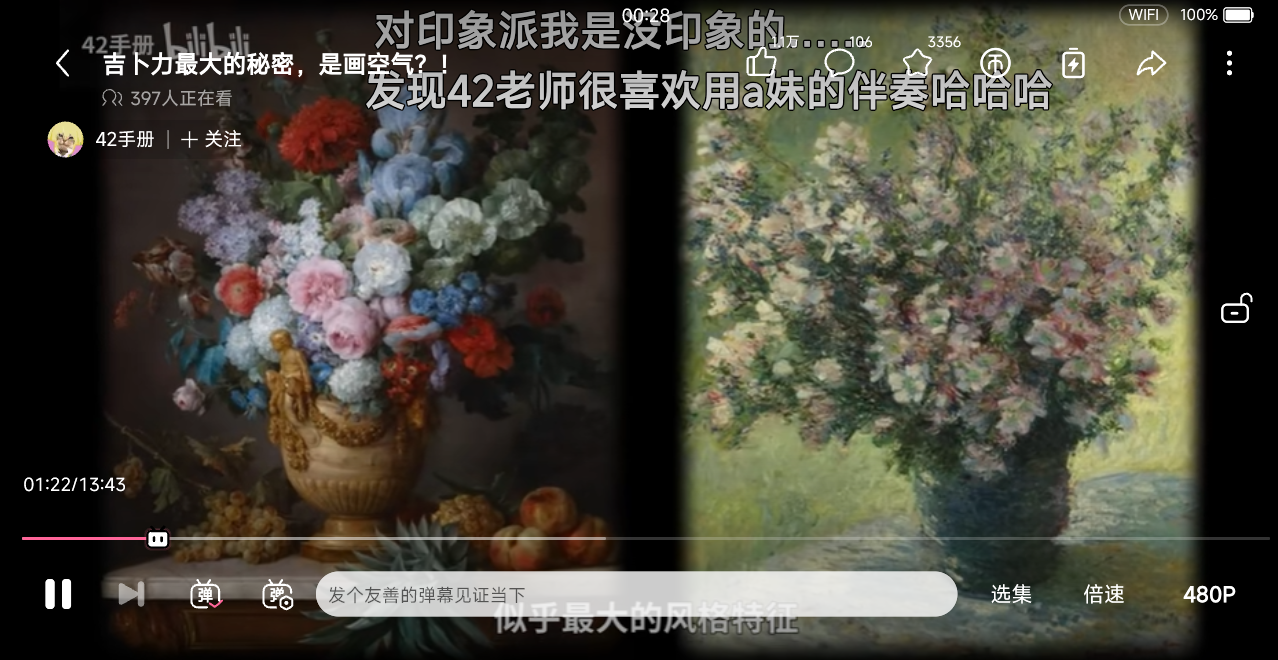 00:28
WIFI
100%
对印象派我是没印象的......
42手册 bilibili
吉卜力最大的秘密，是画空气？！
1.1万
106
3356
397人正在看
发现42老师很喜欢用a妹的伴奏哈哈哈
42手册 | + 关注
01:22/13:43
弹
弹
发个友善的弹幕见证当下
选集
倍速
480P
似乎最大的风格特征